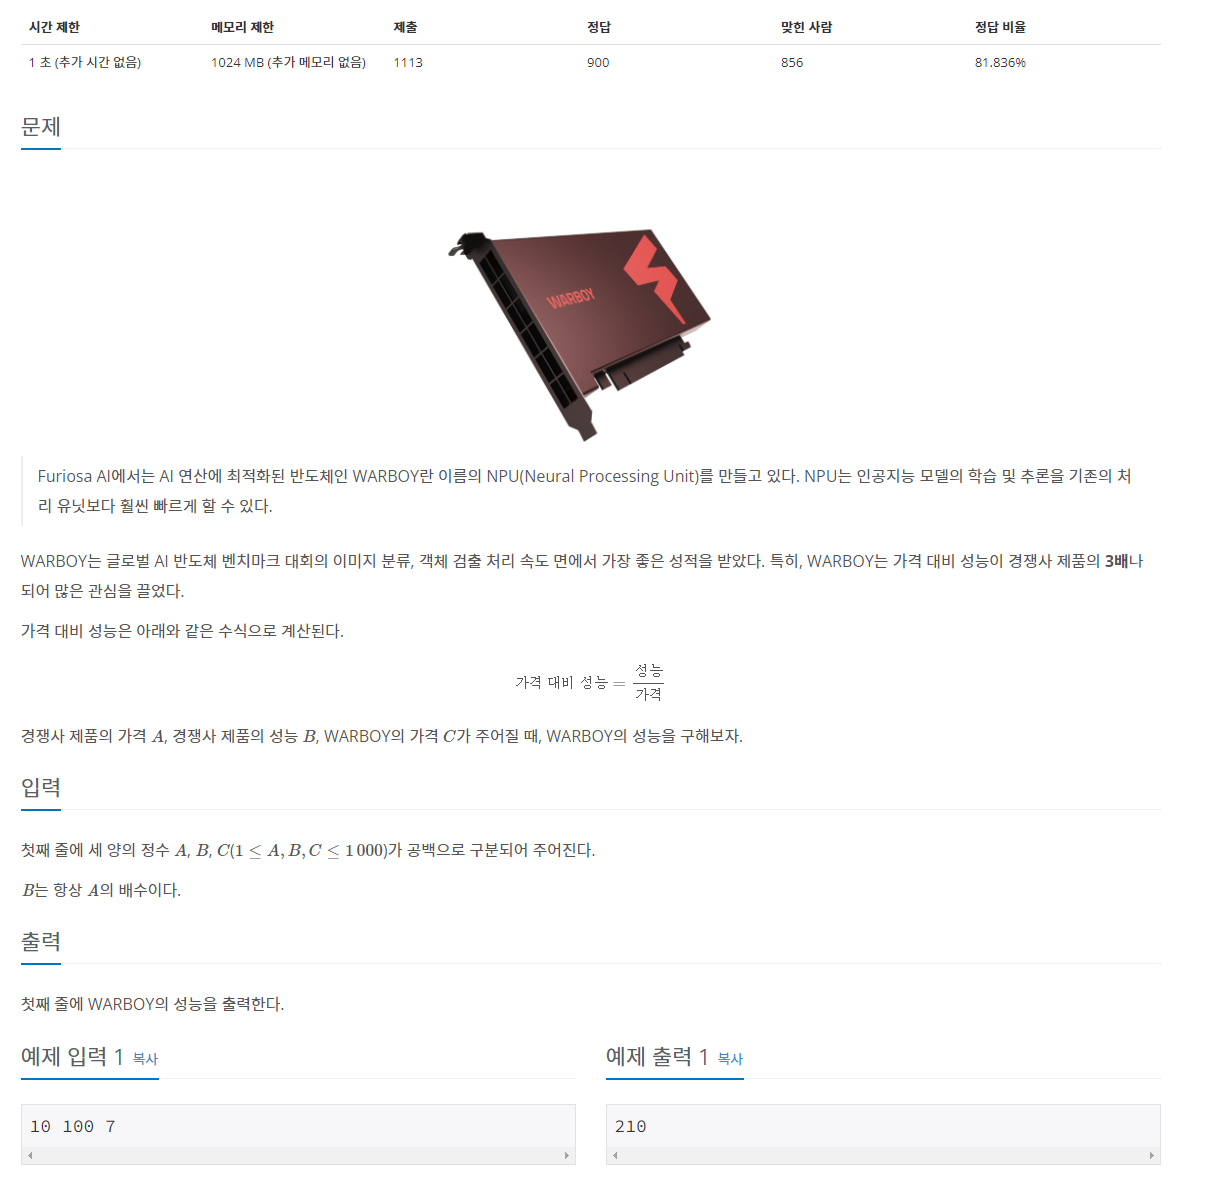 시간 제한 메모리 제한 제출 정답 맞힌 사람 정답 비율
1 초 (추가 시간 없음) 1024 MB (추가 메모리 없음) 1113 900 856 81.836%
문제
WARBOY
Furiosa AI에서는 AI 연산에 최적화된 반도체인 WARBOY란 이름의 NPU(Neural Processing Unit)를 만들고 있다. NPU는 인공지능 모델의 학습 및 추론을 기존의 처
리 유닛보다 훨씬 빠르게 할 수 있다.
WARBOY는 글로벌 AI 반도체 벤치마크 대회의 이미지 분류, 객체 검출 처리 속도 면에서 가장 좋은 성적을 받았다. 특히, WARBOY는 가격 대비 성능이 경쟁사 제품의 3배나
되어 많은 관심을 끌었다.
가격 대비 성능은 아래와 같은 수식으로 계산된다.
가격 대비 성능 = 성능
가격
경쟁사 제품의 가격 A, 경쟁사 제품의 성능 B, WARBOY의 가격 C가 주어질 때, WARBOY의 성능을 구해보자.
입력
첫째 줄에 세 양의 정수 A, B, C(1 ≤ A, B, C ≤ 1 000)가 공백으로 구분되어 주어진다.
B는 항상 A의 배수이다.
출력
첫째 줄에 WARBOY의 성능을 출력한다.
예제 입력 1 복사 예제 출력 1 복사
10 100 7 210